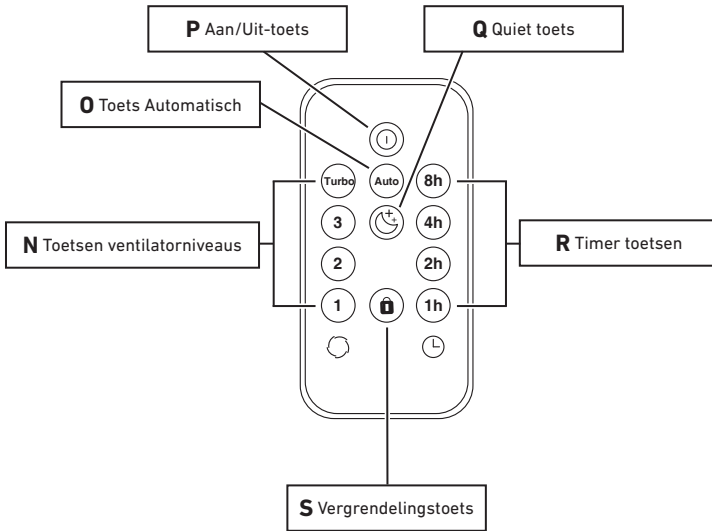 P Aan/Uit-toets
Q Quiet toets
O Toets Automatisch
Turbo Auto 8h
3 4h
N Toetsen ventilatorniveaus
R Timer toetsen
2 2h
1 1h
S Vergrendelingstoets